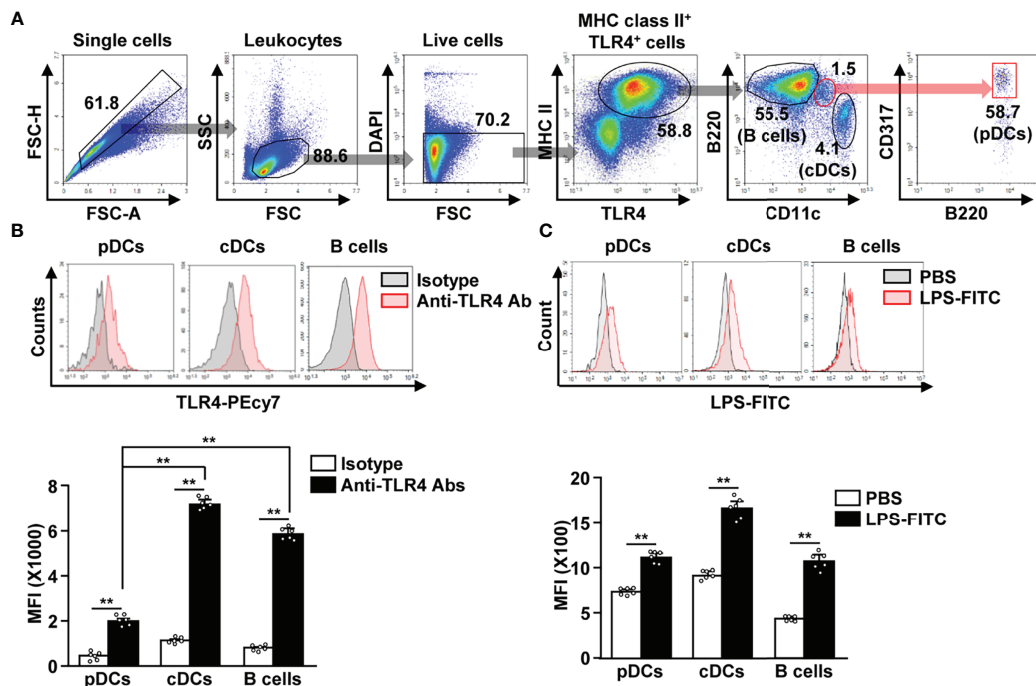 A
Single cells
Leukocytes
Live cells
MHC class II+
TLR4+ cells
61.8
88.6
70.2
58.8
1.5
55.5
(B cells)
4.1
(cDCs)
58.7
(pDCs)
FSC-H
SSC
DAPI
MHC II
B220
CD317
FSC-A
FSC
FSC
TLR4
CD11c
B220
B
pDCs
cDCs
B cells
Isotype
Anti-TLR4 Ab
Counts
TLR4-PEcy7
C
pDCs
cDCs
B cells
PBS
LPS-FITC
Count
LPS-FITC
**
**
Isotype
Anti-TLR4 Abs
**
**
**
MFI (X1000)
8
6
4
2
0
pDCs
cDCs
B cells
PBS
LPS-FITC
**
**
**
MFI (X100)
20
15
10
5
0
pDCs
cDCs
B cells